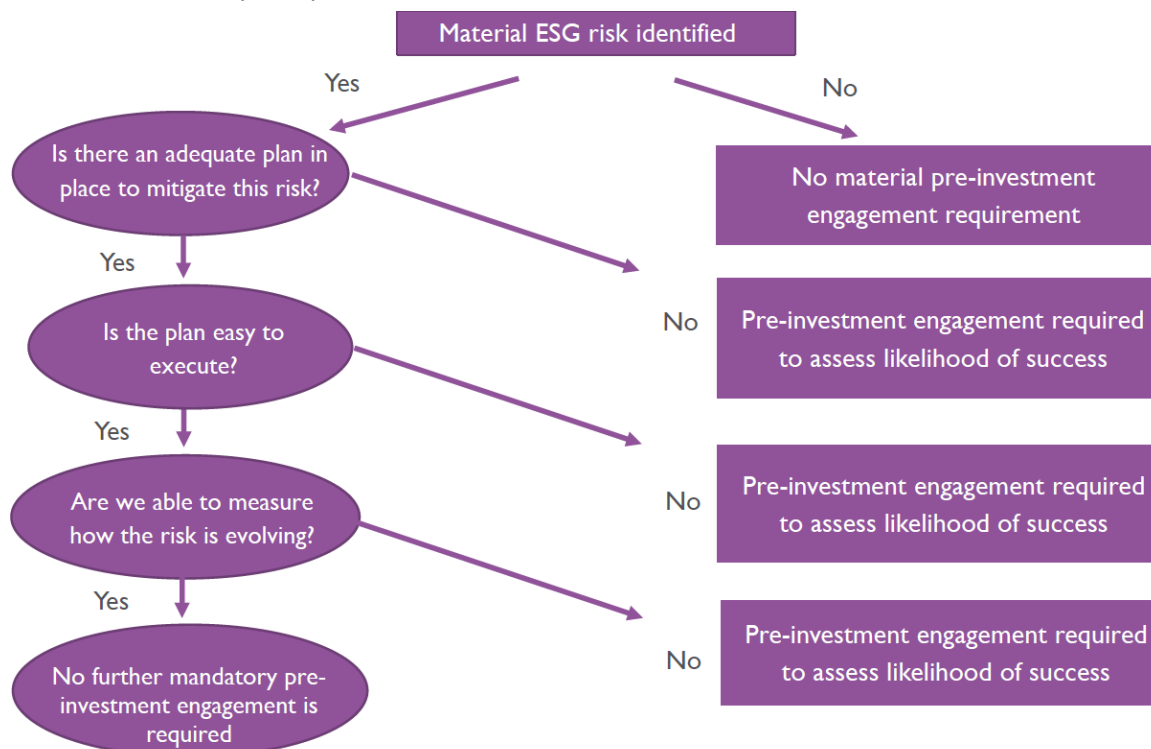 Material ESG risk identified
Yes
No
Is there an adequate plan in
place to mitigate this risk?
No material pre-investment
engagement requirement
Yes
No
Pre-investment engagement required
to assess likelihood of success
Is the plan easy to
execute?
Yes
No
Pre-investment engagement required
to assess likelihood of success
Are we able to measure
how the risk is evolving?
Yes
No
Pre-investment engagement required
to assess likelihood of success
No further mandatory pre-
investment engagement is
required